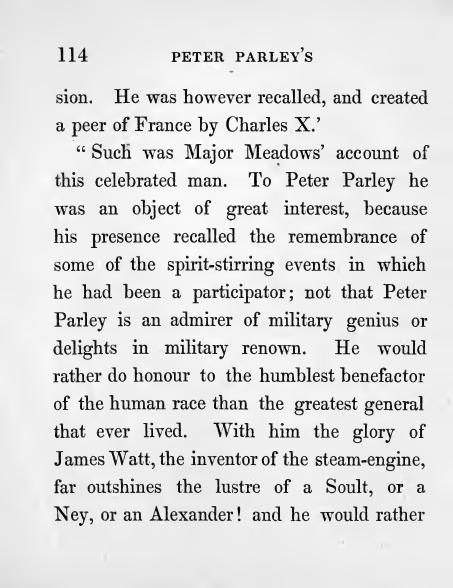 114 PETER PARLEY'S
sion. He was however recalled, and created
a peer of France by Charles X.'
“ Such was Major Meadows' account of
this celebrated man. To Peter Parley he
was an object of great interest, because
his presence recalled the remembrance of
some of the spirit-stirring events in which
he had been a participator; not that Peter
Parley is an admirer of military genius or
delights in military renown. He would
rather do honour to the humblest benefactor
of the human race than the greatest general
that ever lived. With him the glory of
James Watt, the inventor of the steam-engine,
far outshines the lustre of a Soult, or a
Ney, or an Alexander! and he would rather